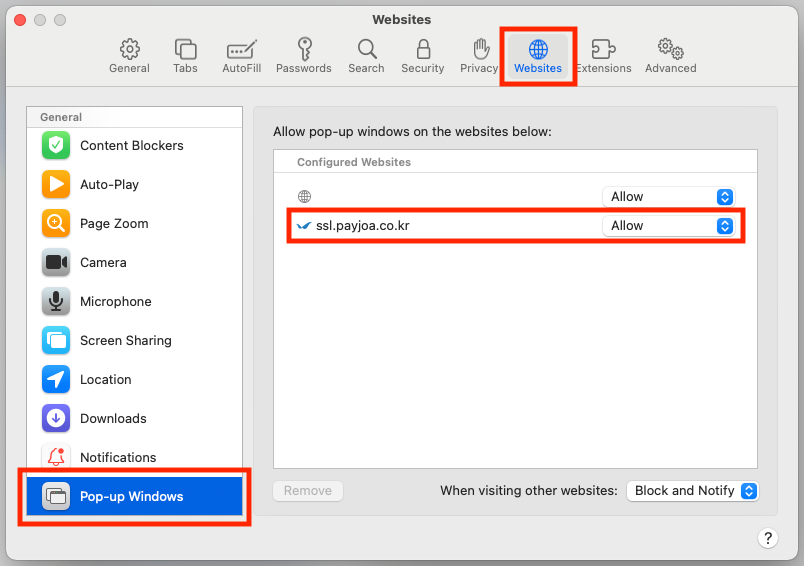 Websites
General
Tabs
AutoFill
Passwords
Search
Security
Privacy
Websites
Extensions
Advanced
General
Content Blockers
Auto-Play
Page Zoom
Camera
Microphone
Screen Sharing
Location
Downloads
Notifications
Pop-up Windows
Allow pop-up windows on the websites below:
Configured Websites
Allow
ssl.payjoa.co.kr Allow
Remove
When visiting other websites: Block and Notify
?